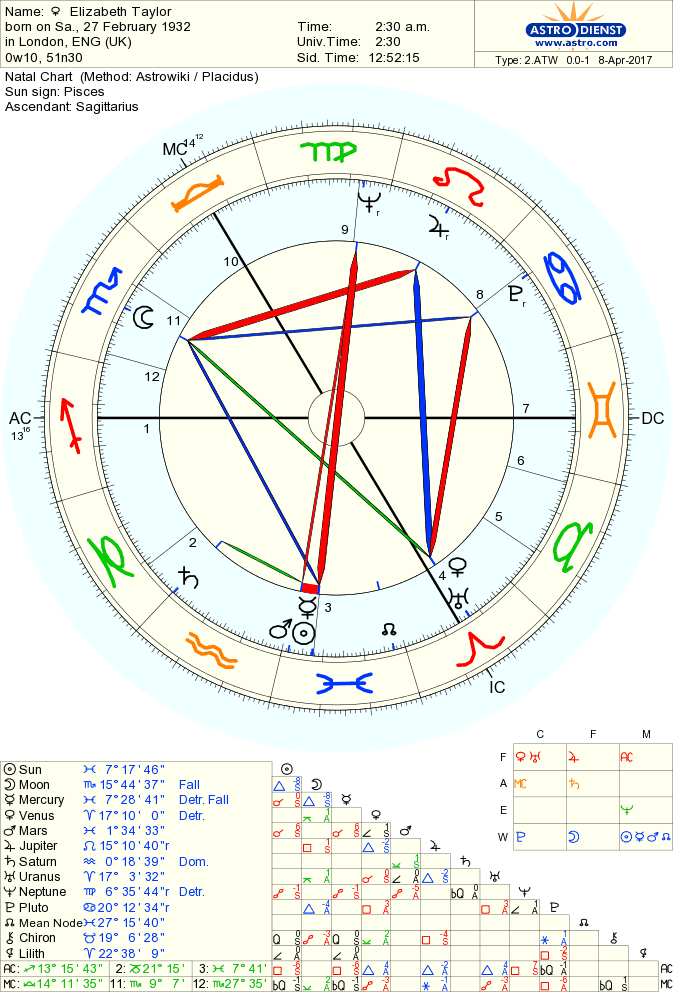 Name: ♀ Elizabeth Taylor
born on Sa., 27 February 1932 Time: 2:30 a.m.
in London, ENG (UK) Univ.Time: 2:30
0w10, 51n30 Sid. Time: 12:52:15
ASTRO DIENST
www.astro.com
Type: 2.ATW 0.0-1 8-Apr-2017
Natal Chart (Method: Astrowiki / Placidus)
Sun sign: Pisces
Ascendant: Sagittarius
MC 14 12
9
10
8
11
12
AC 13 16
1
7
DC
6
2
5
3
4
IC
C F M
F ♀ ♅ ♃ AC
A MC ♄
E ♆
W ♇ ☽ ☉ ☿ ♂ ☊
☉ Sun ♓ 7° 17' 46"
☽ Moon ♏ 15° 44' 37" Fall
☿ Mercury ♓ 7° 28' 41" Detr. Fall
♀ Venus ♈ 17° 10' 0" Detr.
♂ Mars ♓ 1° 34' 33"
♃ Jupiter ♌ 15° 10' 40"r
♄ Saturn ♒ 0° 18' 39" Dom.
♅ Uranus ♈ 17° 3' 32"
♆ Neptune ♍ 6° 35' 44"r Detr.
♇ Pluto ♋ 20° 12' 34"r
☊ Mean Node ♓ 27° 15' 40"
⚷ Chiron ♉ 19° 6' 28"
⚸ Lilith ♈ 22° 38' 9"
AC: ♐ 13° 15' 43" 2: ♑ 21° 15' 3: ♓ 7° 41'
MC: ♎ 14° 11' 35" 11: ♏ 9° 7' 12: ♏ 27° 35'
AC
MC